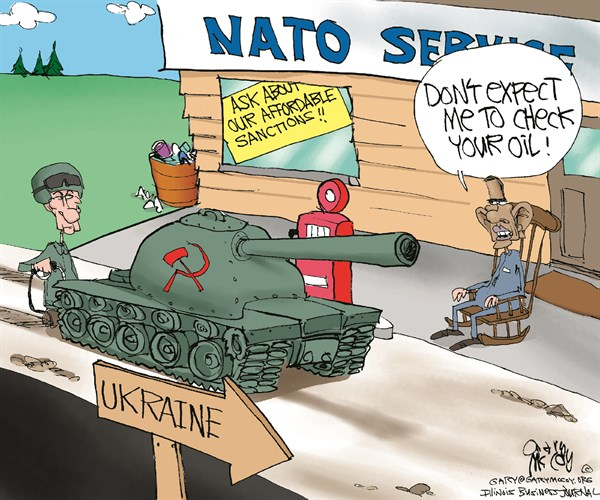 NATO SERVICE
ASK ABOUT
OUR AFFORDABLE
SANCTIONS!!
DON'T EXPECT
ME TO CHECK
YOUR OIL!
UKRAINE
GARY@GARYMCCOY.ORG
ILLINOIS BUSINESS JOURNAL